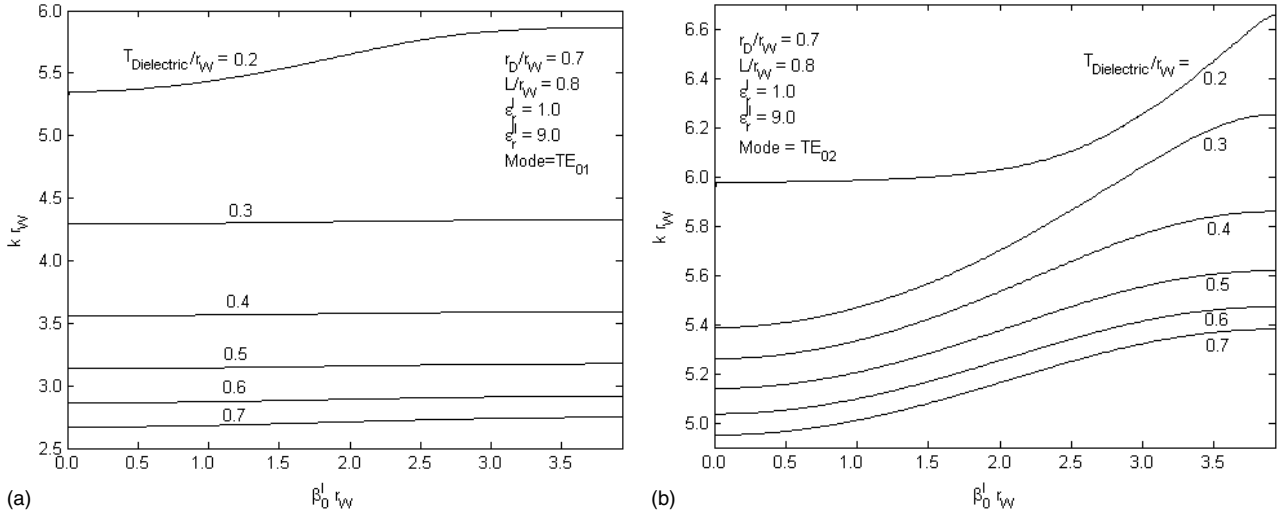 6.0
5.5
5.0
4.5
4.0
3.5
3.0
2.5
k r_W
T_Dielectric/r_W = 0.2
r_D/r_W = 0.7
L/r_W = 0.8
ε_r^I = 1.0
ε_r^II = 9.0
Mode=TE_01
0.3
0.4
0.5
0.6
0.7
0.0 0.5 1.0 1.5 2.0 2.5 3.0 3.5
β_0^I r_W
(a)
6.6
6.4
6.2
6.0
5.8
5.6
5.4
5.2
5.0
k r_W
r_D/r_W = 0.7
L/r_W = 0.8
ε_r^I = 1.0
ε_r^II = 9.0
Mode = TE_02
T_Dielectric/r_W =
0.2
0.3
0.4
0.5
0.6
0.7
0.0 0.5 1.0 1.5 2.0 2.5 3.0 3.5
β_0^I r_W
(b)